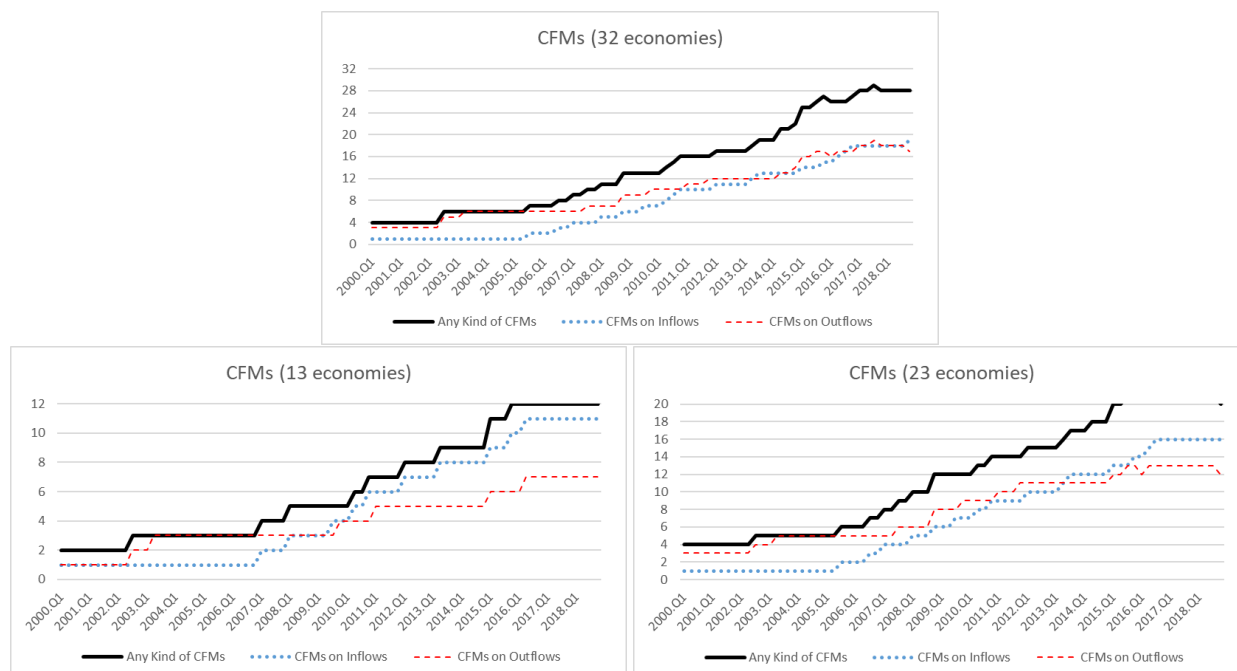 CFMs (32 economies)
32
28
24
20
16
12
8
4
0
2000.Q1
2001.Q1
2002.Q1
2003.Q1
2004.Q1
2005.Q1
2006.Q1
2007.Q1
2008.Q1
2009.Q1
2010.Q1
2011.Q1
2012.Q1
2013.Q1
2014.Q1
2015.Q1
2016.Q1
2017.Q1
2018.Q1
Any Kind of CFMs CFMs on Inflows CFMs on Outflows
CFMs (13 economies)
12
10
8
6
4
2
0
2000.Q1
2001.Q1
2002.Q1
2003.Q1
2004.Q1
2005.Q1
2006.Q1
2007.Q1
2008.Q1
2009.Q1
2010.Q1
2011.Q1
2012.Q1
2013.Q1
2014.Q1
2015.Q1
2016.Q1
2017.Q1
2018.Q1
Any Kind of CFMs CFMs on Inflows CFMs on Outflows
CFMs (23 economies)
20
18
16
14
12
10
8
6
4
2
0
2000.Q1
2001.Q1
2002.Q1
2003.Q1
2004.Q1
2005.Q1
2006.Q1
2007.Q1
2008.Q1
2009.Q1
2010.Q1
2011.Q1
2012.Q1
2013.Q1
2014.Q1
2015.Q1
2016.Q1
2017.Q1
2018.Q1
Any Kind of CFMs CFMs on Inflows CFMs on Outflows